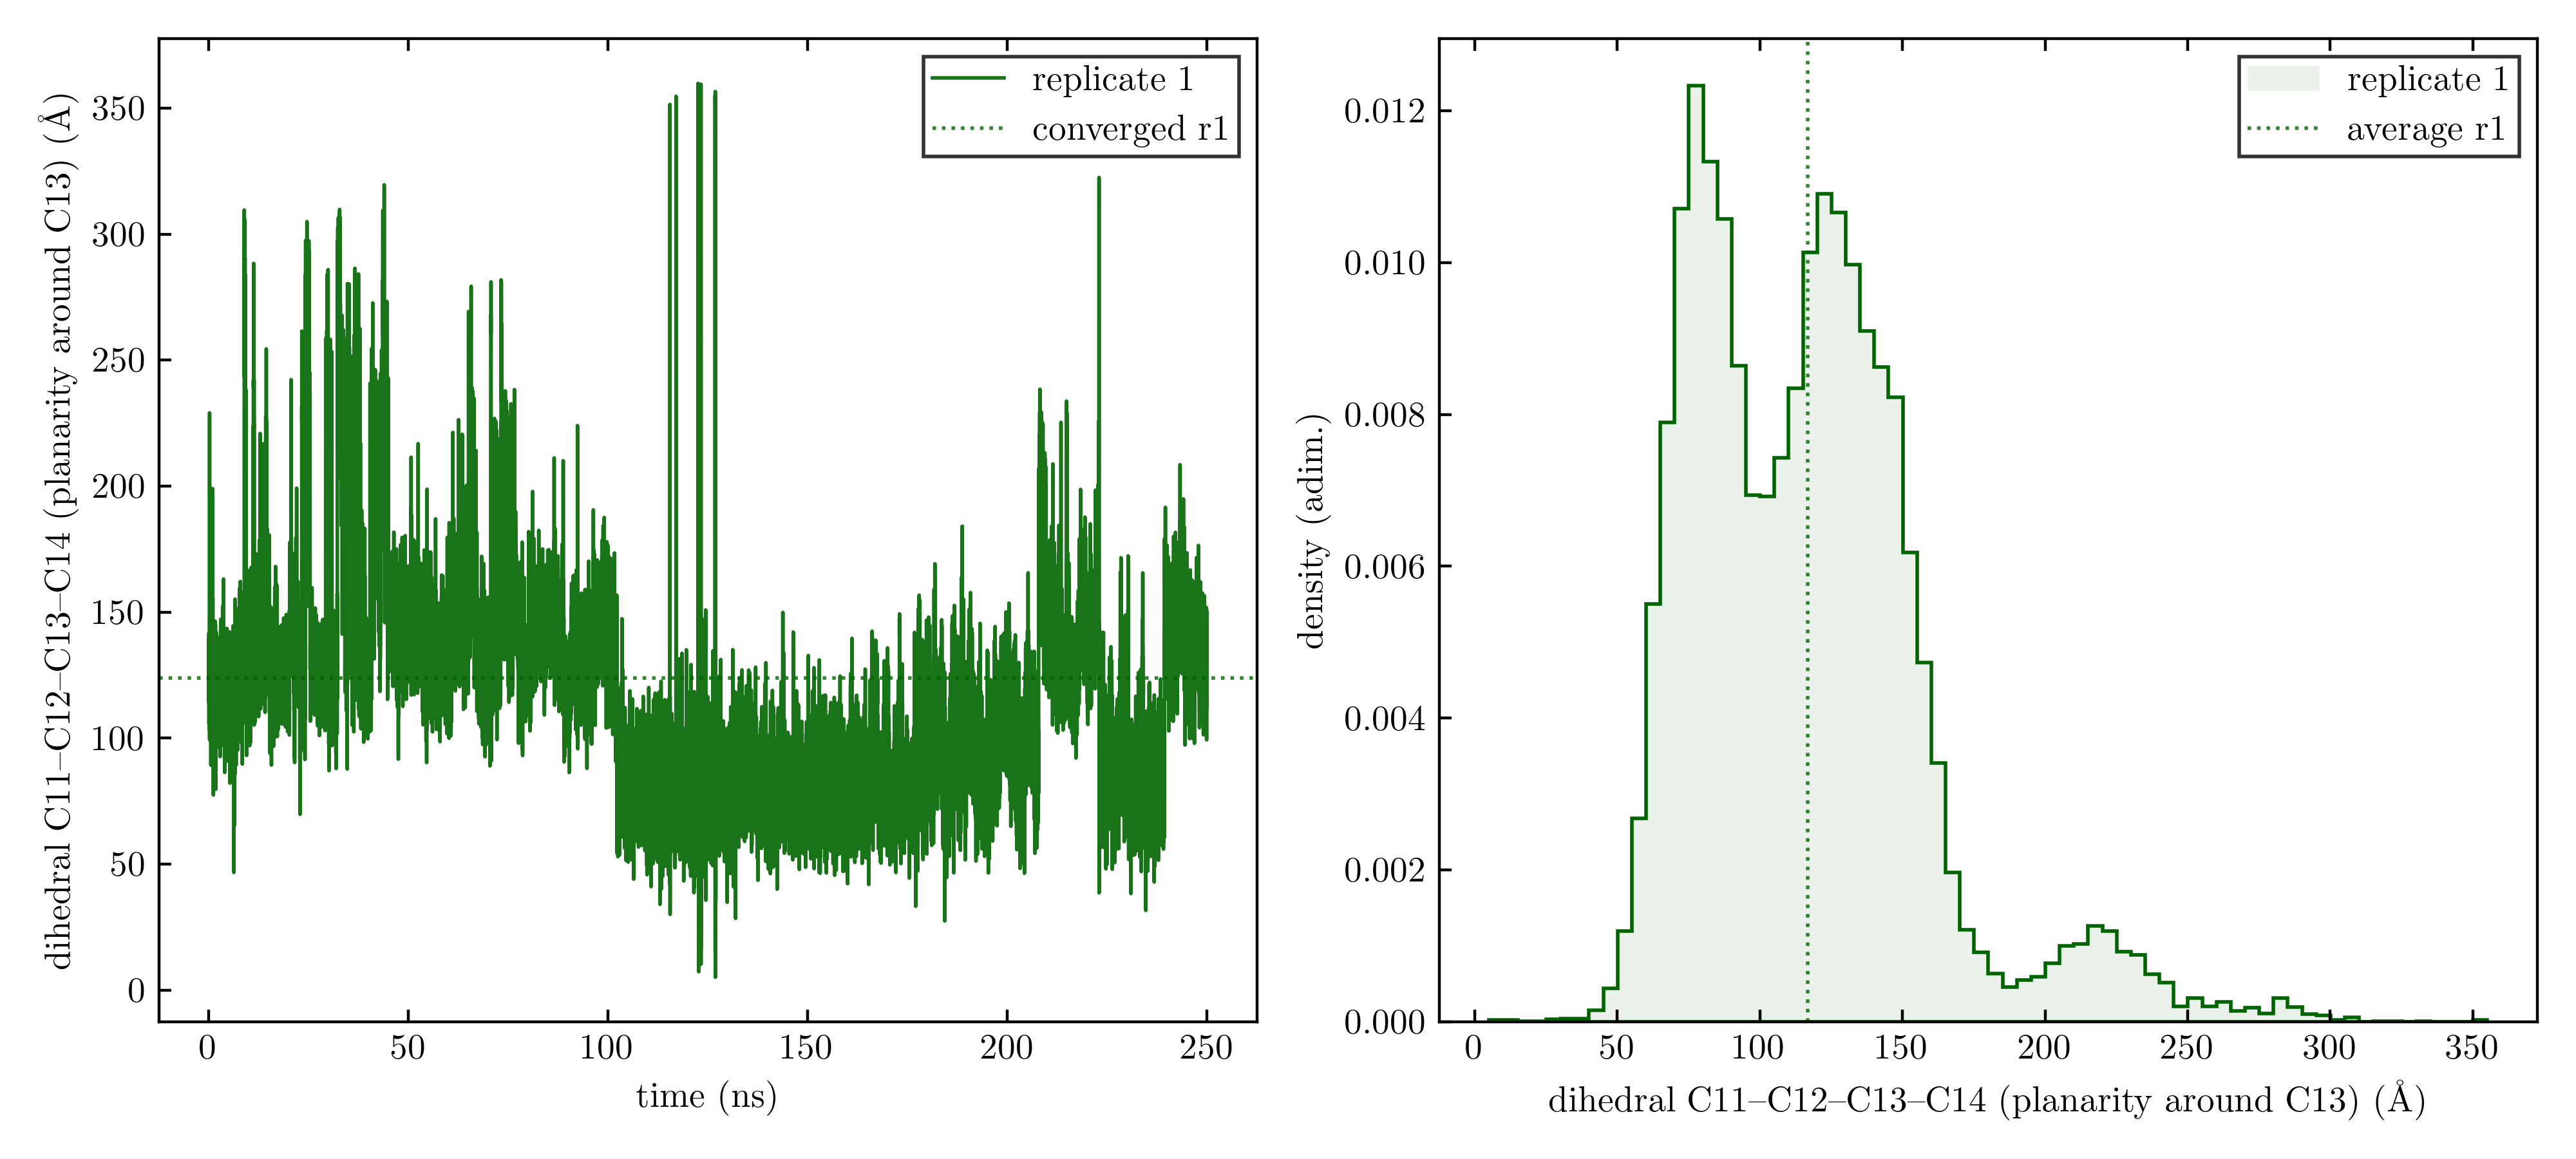 dihedral C11–C12–C13–C14 (planarity around C13) (Å)
350
300
250
200
150
100
50
0
0 50 100 150 200 250
time (ns)
replicate 1
converged r1
density (adim.)
0.012
0.010
0.008
0.006
0.004
0.002
0.000
0 50 100 150 200 250 300 350
dihedral C11–C12–C13–C14 (planarity around C13) (Å)
replicate 1
average r1